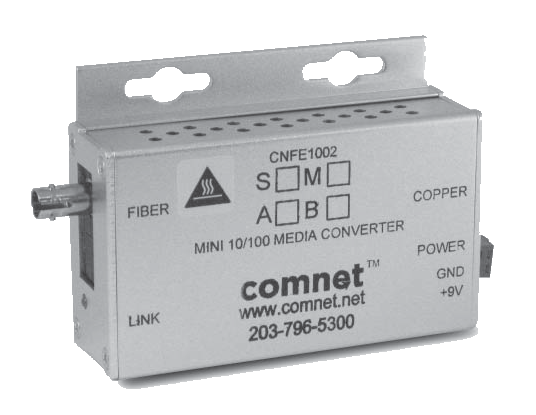 CNFE1002
S M
A B
FIBER
COPPER
MINI 10/100 MEDIA CONVERTER
POWER
GND
+9V
comnet™
www.comnet.net
LINK
203-796-5300